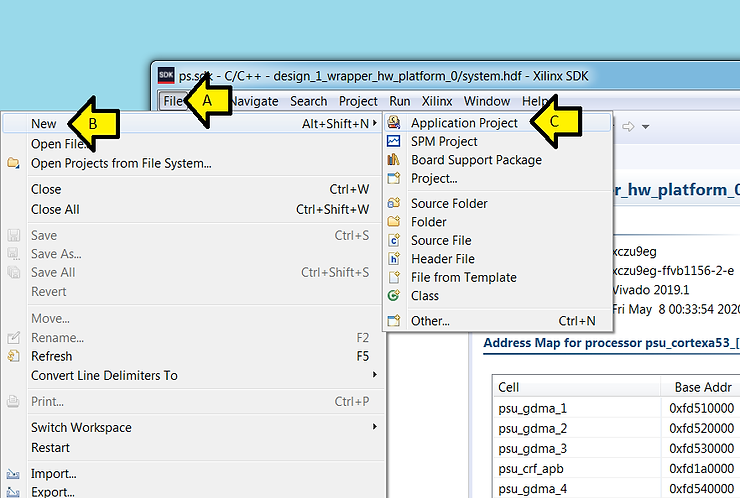 SDK ps.sdk - C/C++ - design_1_wrapper_hw_platform_0/system.hdf - Xilinx SDK
File A Navigate Search Project Run Xilinx Window Help
New B Alt+Shift+N
Open File...
Open Projects from File System...
Close Ctrl+W
Close All Ctrl+Shift+W
Save Ctrl+S
Save As...
Save All Ctrl+Shift+S
Revert
Move...
Rename... F2
Refresh F5
Convert Line Delimiters To
Print... Ctrl+P
Switch Workspace
Restart
Import...
Export...
Application Project C
SPM Project
Board Support Package
Project...
Source Folder
Folder
Source File
Header File
File from Template
Class
Other... Ctrl+N
r_hw_platform_0
xczu9eg
xczu9eg-ffvb1156-2-e
Vivado 2019.1
Fri May 8 00:33:54 2020
Address Map for processor psu_cortexa53_[
Cell Base Addr
psu_gdma_1 0xfd510000
psu_gdma_2 0xfd520000
psu_gdma_3 0xfd530000
psu_crf_apb 0xfd1a0000
psu_gdma_4 0xfd540000